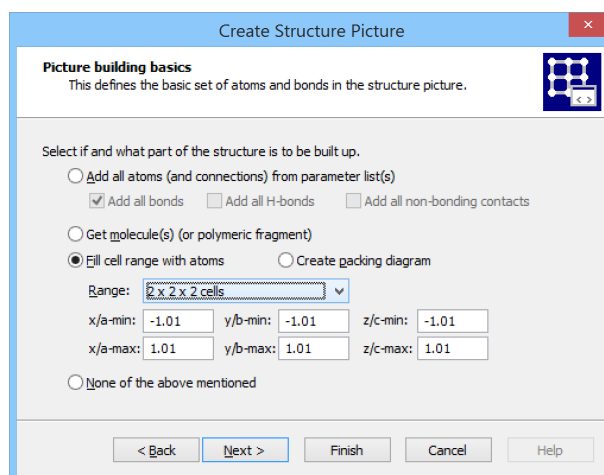 Create Structure Picture
×
Picture building basics
This defines the basic set of atoms and bonds in the structure picture.
< >
Select if and what part of the structure is to be built up.
Add all atoms (and connections) from parameter list(s)
Add all bonds Add all H-bonds Add all non-bonding contacts
Get molecule(s) (or polymeric fragment)
Fill cell range with atoms Create packing diagram
Range: 2 x 2 x 2 cells
x/a-min: -1.01 y/b-min: -1.01 z/c-min: -1.01
x/a-max: 1.01 y/b-max: 1.01 z/c-max: 1.01
None of the above mentioned
< Back Next > Finish Cancel Help